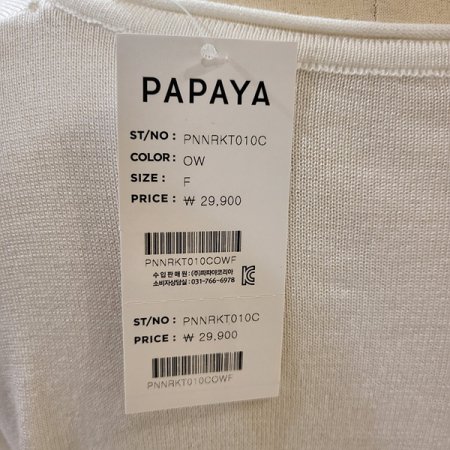 PAPAYA
ST/NO : PNNRKT010C
COLOR : OW
SIZE : F
PRICE : ₩ 29,900
PNNRKT010COWF
수 입 판 매 원 : (주)파파야코리아
소비자상담실 : 031-766-6978
ST/NO : PNNRKT010C
PRICE : ₩ 29,900
PNNRKT010COWF